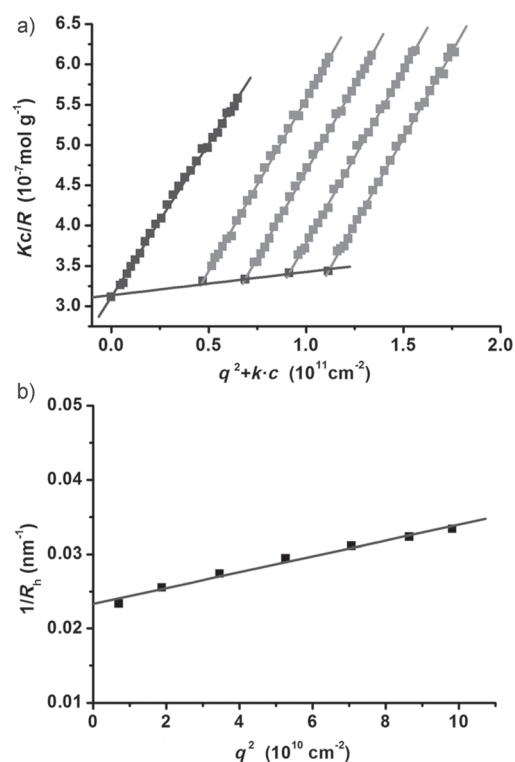 a)
6.5
6.0
5.5
5.0
4.5
4.0
3.5
3.0
Kc/R (10⁻⁷mol g⁻¹)
0.0 0.5 1.0 1.5 2.0
q²+k·c (10¹¹cm⁻²)
b)
0.05
0.04
0.03
0.02
0.01
1/Rₕ (nm⁻¹)
0 2 4 6 8 10
q² (10¹⁰ cm⁻²)